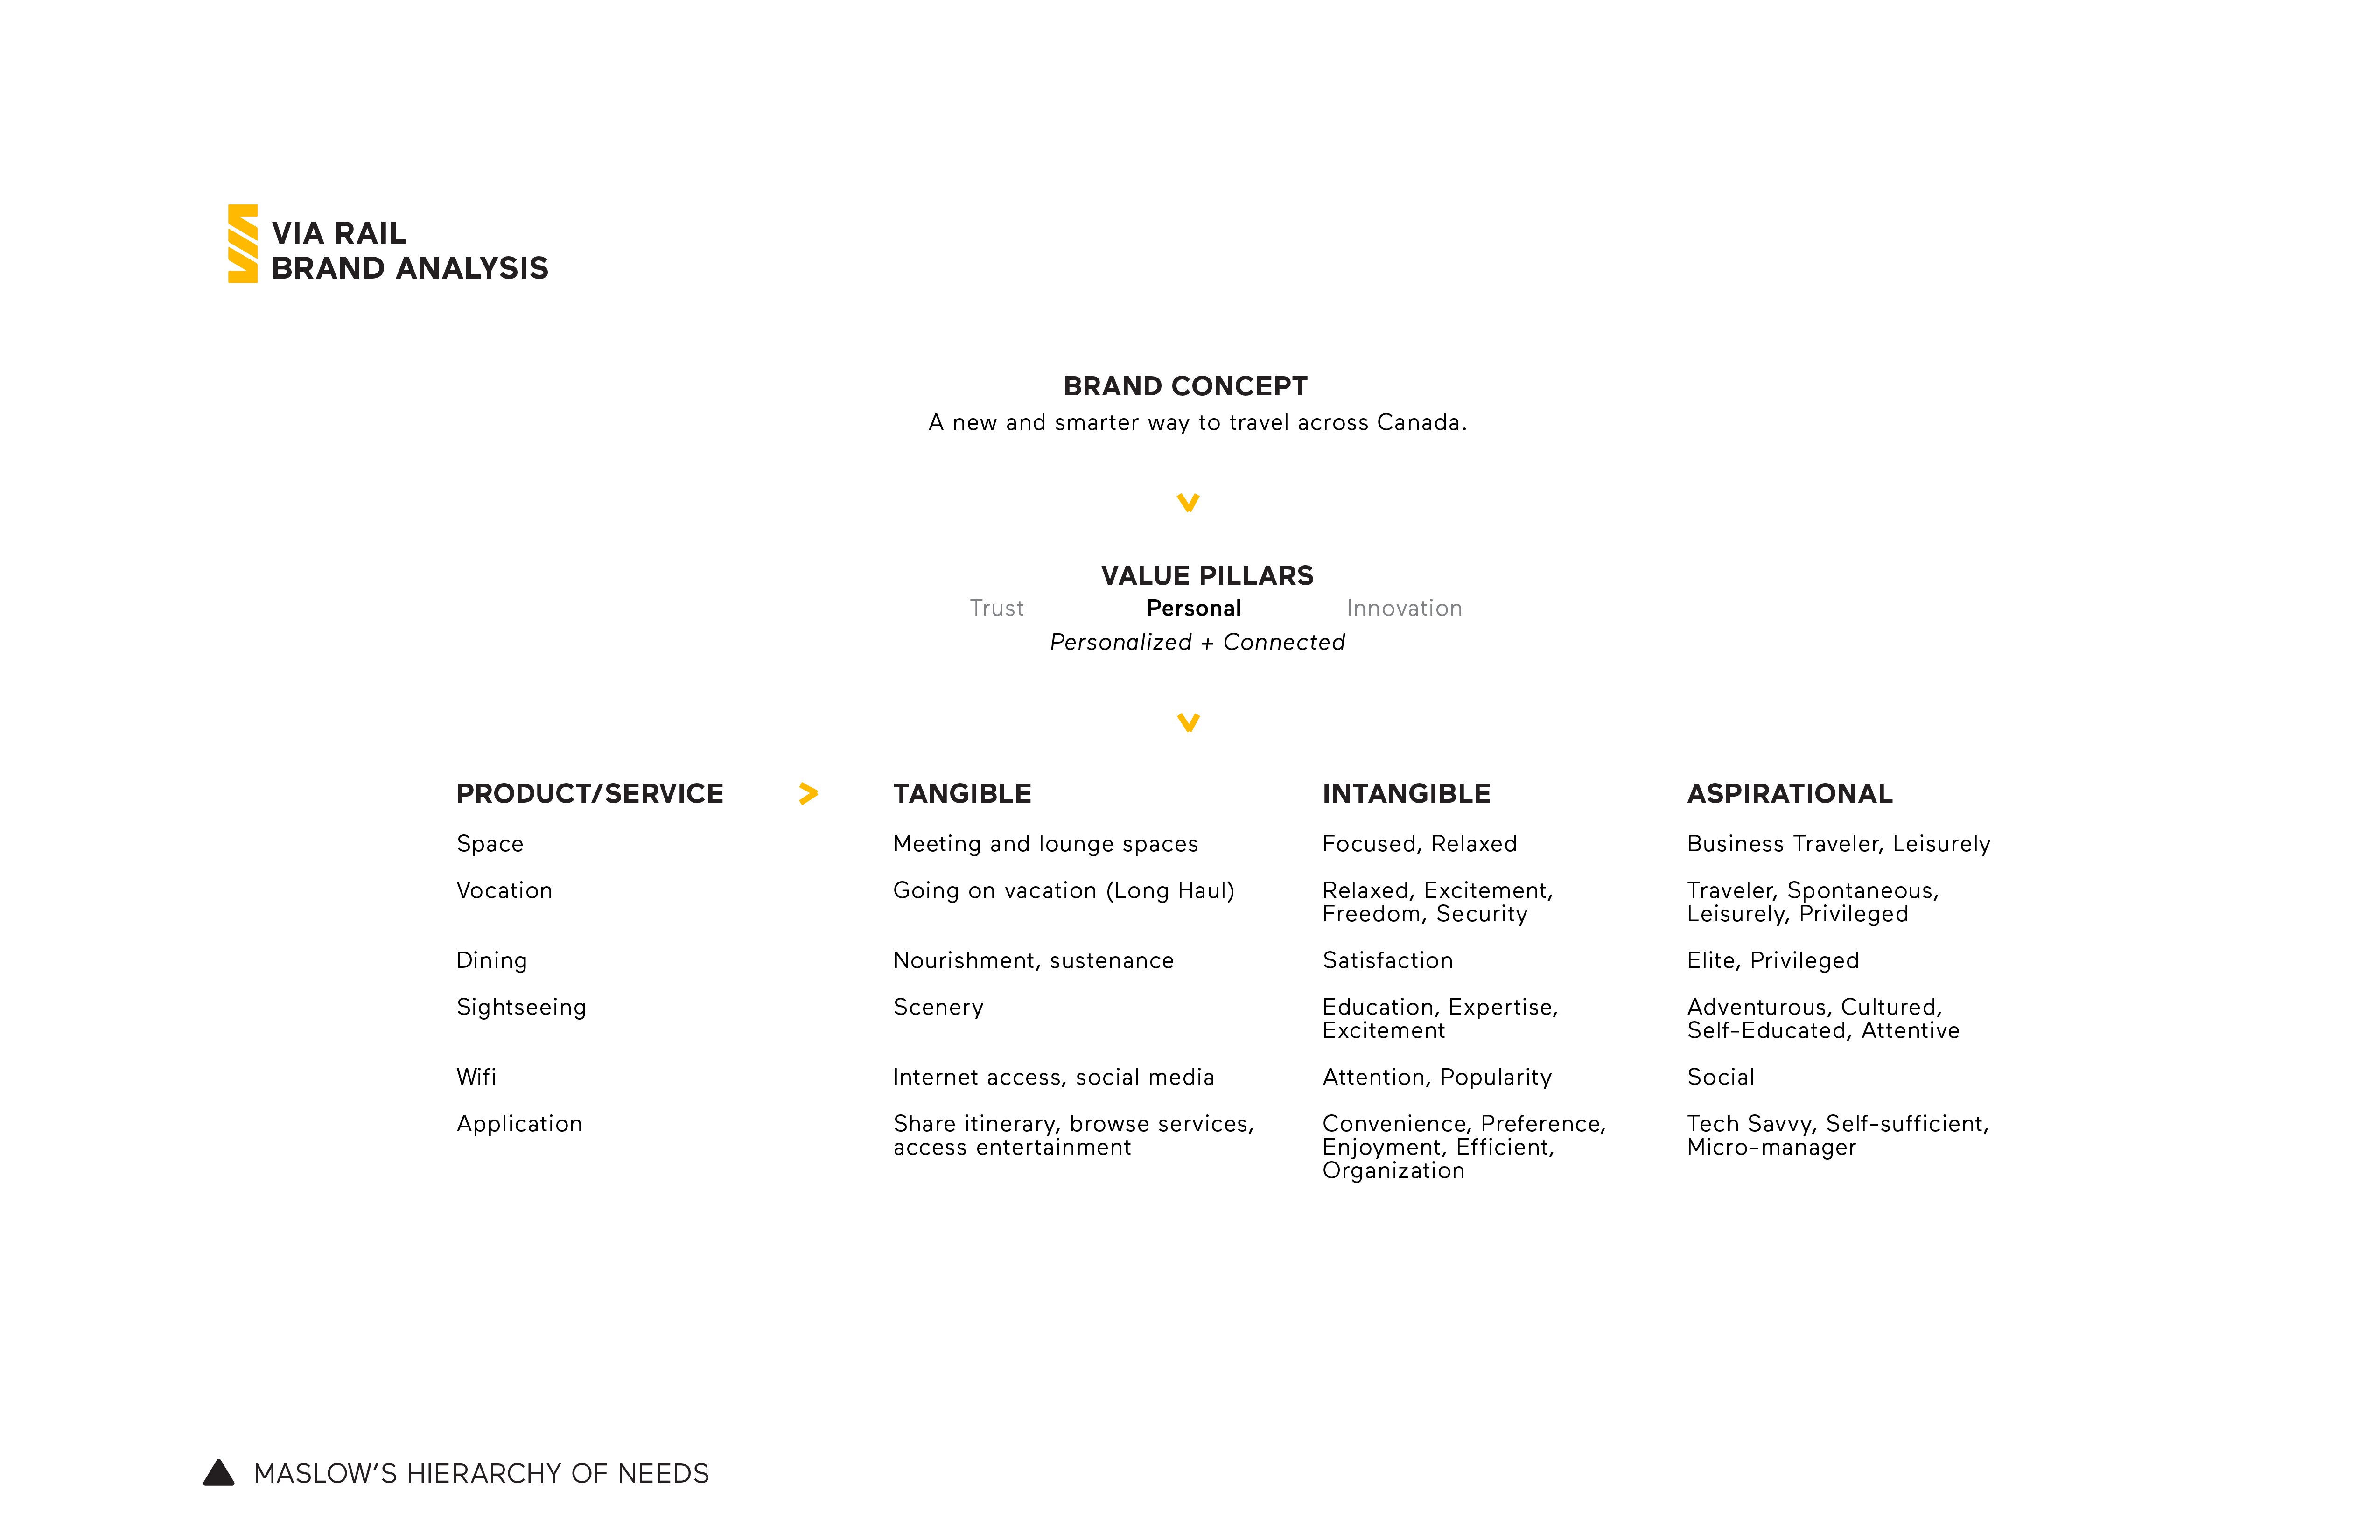 VIA RAIL
BRAND ANALYSIS
BRAND CONCEPT
A new and smarter way to travel across Canada.
VALUE PILLARS
Trust Personal Innovation
Personalized + Connected
PRODUCT/SERVICE > TANGIBLE INTANGIBLE ASPIRATIONAL
Space Meeting and lounge spaces Focused, Relaxed Business Traveler, Leisurely
Vocation Going on vacation (Long Haul) Relaxed, Excitement, Traveler, Spontaneous,
Freedom, Security Leisurely, Privileged
Dining Nourishment, sustenance Satisfaction Elite, Privileged
Sightseeing Scenery Education, Expertise, Adventurous, Cultured,
Excitement Self-Educated, Attentive
Wifi Internet access, social media Attention, Popularity Social
Application Share itinerary, browse services, Convenience, Preference, Tech Savvy, Self-sufficient,
access entertainment Enjoyment, Efficient, Micro-manager
Organization
MASLOW'S HIERARCHY OF NEEDS